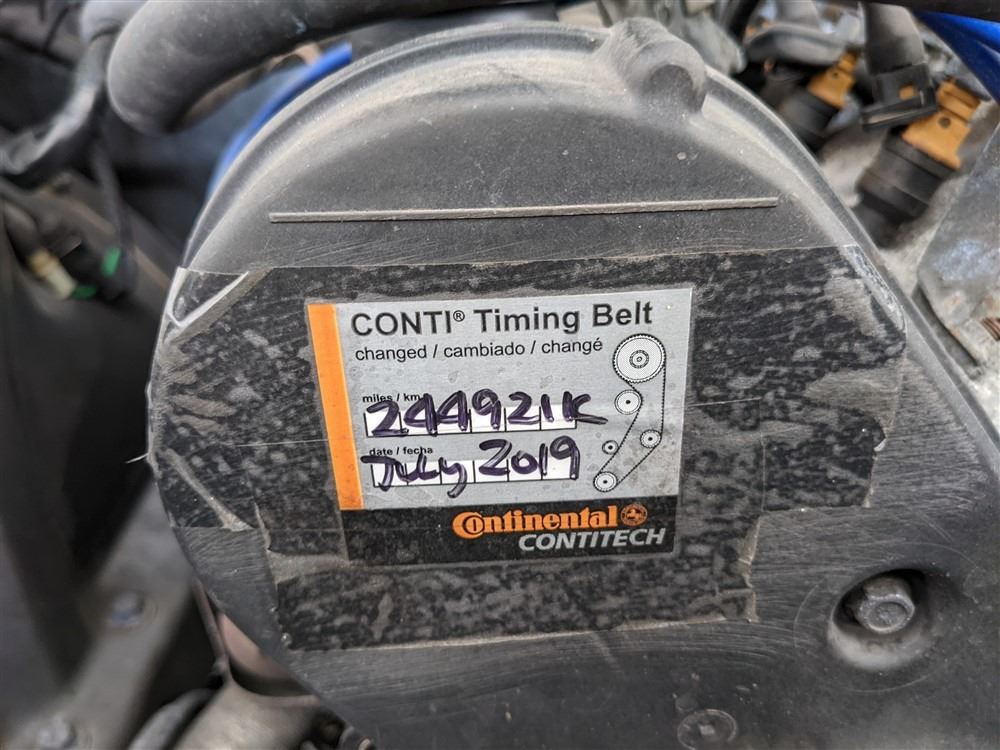 CONTI® Timing Belt
changed / cambiado / changé
miles / km
244921K
date / fecha
July 2019
Continental
CONTITECH